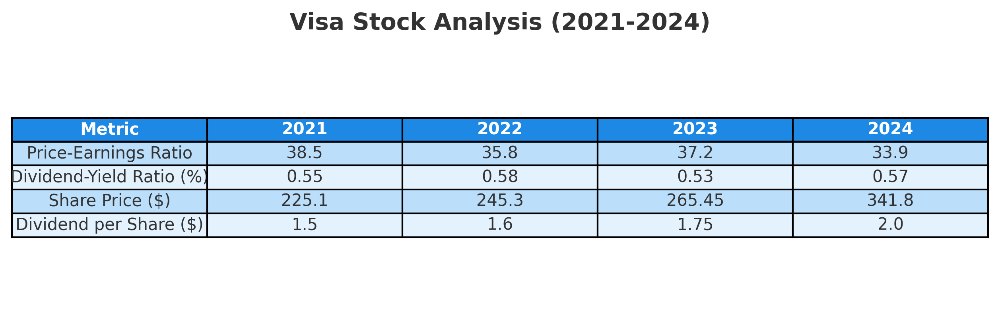 Visa Stock Analysis (2021-2024)
Metric 2021 2022 2023 2024
Price-Earnings Ratio 38.5 35.8 37.2 33.9
Dividend-Yield Ratio (%) 0.55 0.58 0.53 0.57
Share Price ($) 225.1 245.3 265.45 341.8
Dividend per Share ($) 1.5 1.6 1.75 2.0